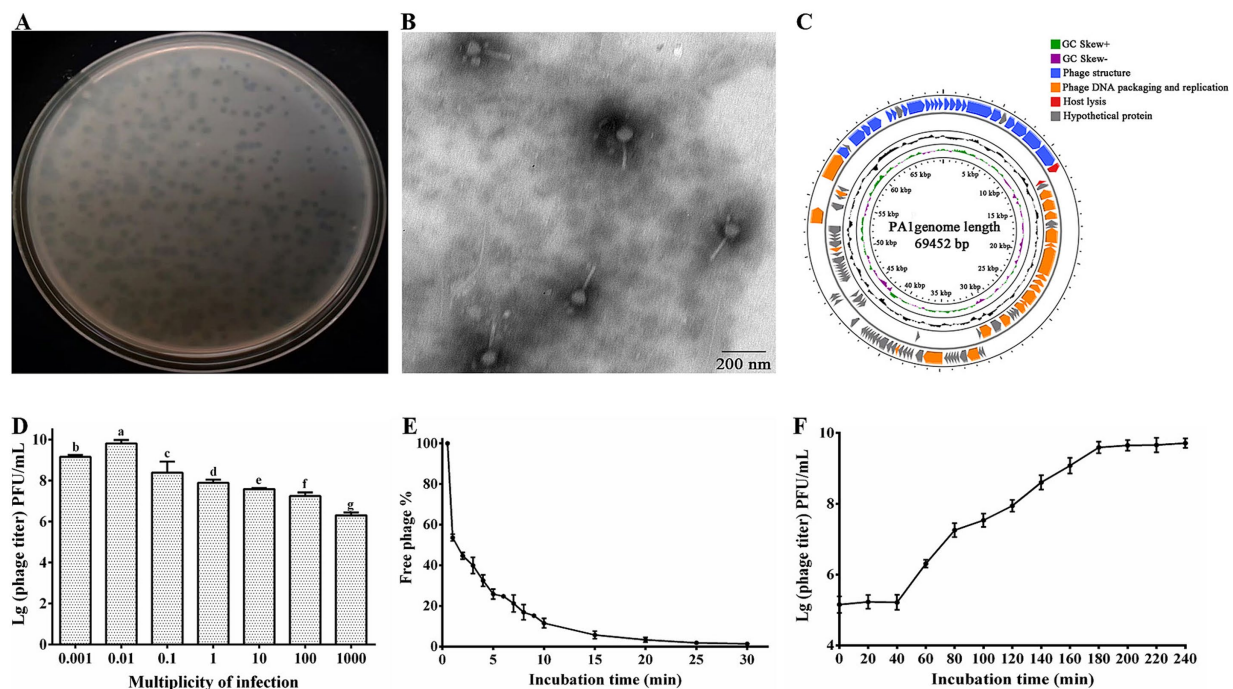 A
B
200 nm
C
GC Skew+
GC Skew-
Phage structure
Phage DNA packaging and replication
Host lysis
Hypothetical protein
65 kbp
5 kbp
60 kbp
10 kbp
55 kbp
15 kbp
PA1genome length
50 kbp
69452 bp
20 kbp
45 kbp
25 kbp
40 kbp
30 kbp
35 kbp
D
Lg (phage titer) PFU/mL
10
8
6
4
2
0
b
a
c
d
e
f
g
0.001 0.01 0.1 1 10 100 1000
Multiplicity of infection
E
Free phage %
100
80
60
40
20
0
0 5 10 15 20 25 30
Incubation time (min)
F
Lg (phage titer) PFU/mL
10
8
6
4
0 20 40 60 80 100 120 140 160 180 200 220 240
Incubation time (min)